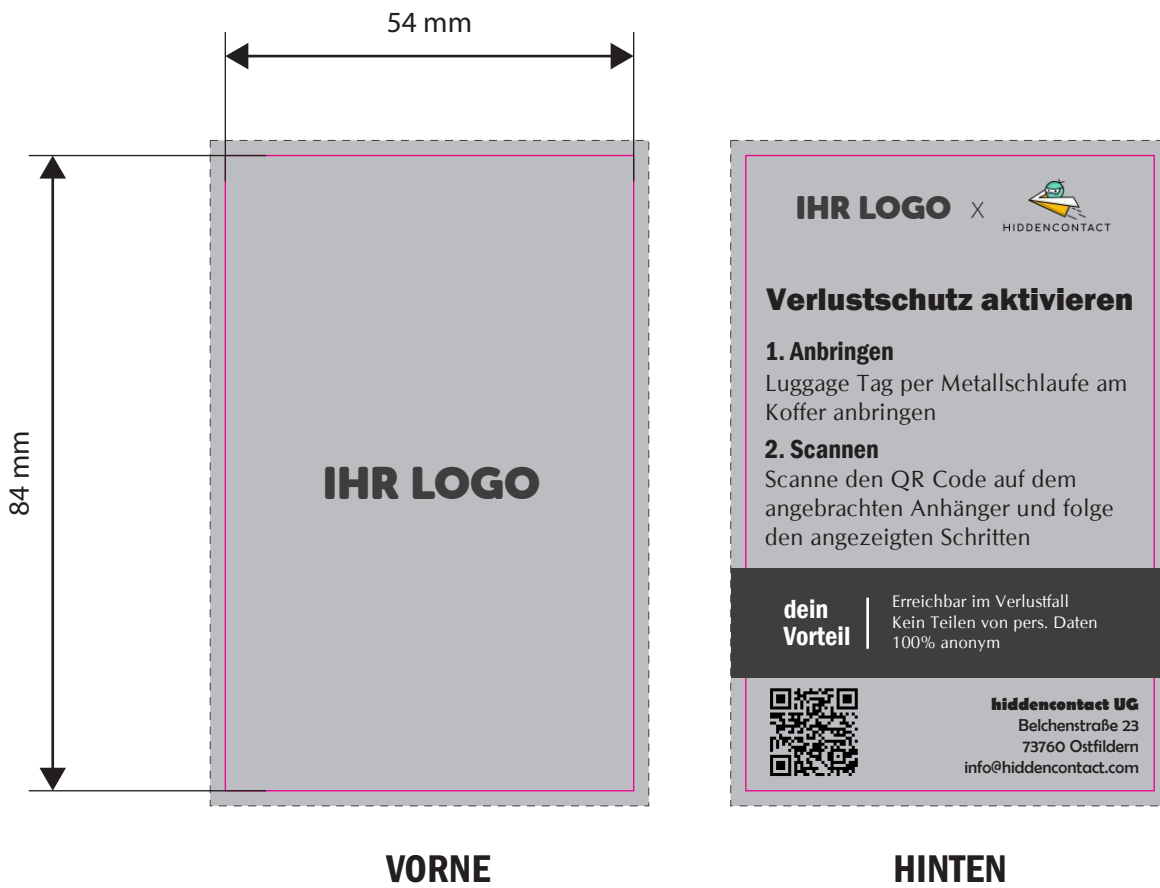 54 mm
84 mm
IHR LOGO
IHR LOGO X
HIDDENCONTACT
Verlustschutz aktivieren
1. Anbringen
Luggage Tag per Metallschlaufe am
Koffer anbringen
2. Scannen
Scanne den QR Code auf dem
angebrachten Anhänger und folge
den angezeigten Schritten
dein
Vorteil
Erreichbar im Verlustfall
Kein Teilen von pers. Daten
100% anonym
hiddencontact UG
Belchenstraße 23
73760 Ostfildern
info@hiddencontact.com
VORNE
HINTEN